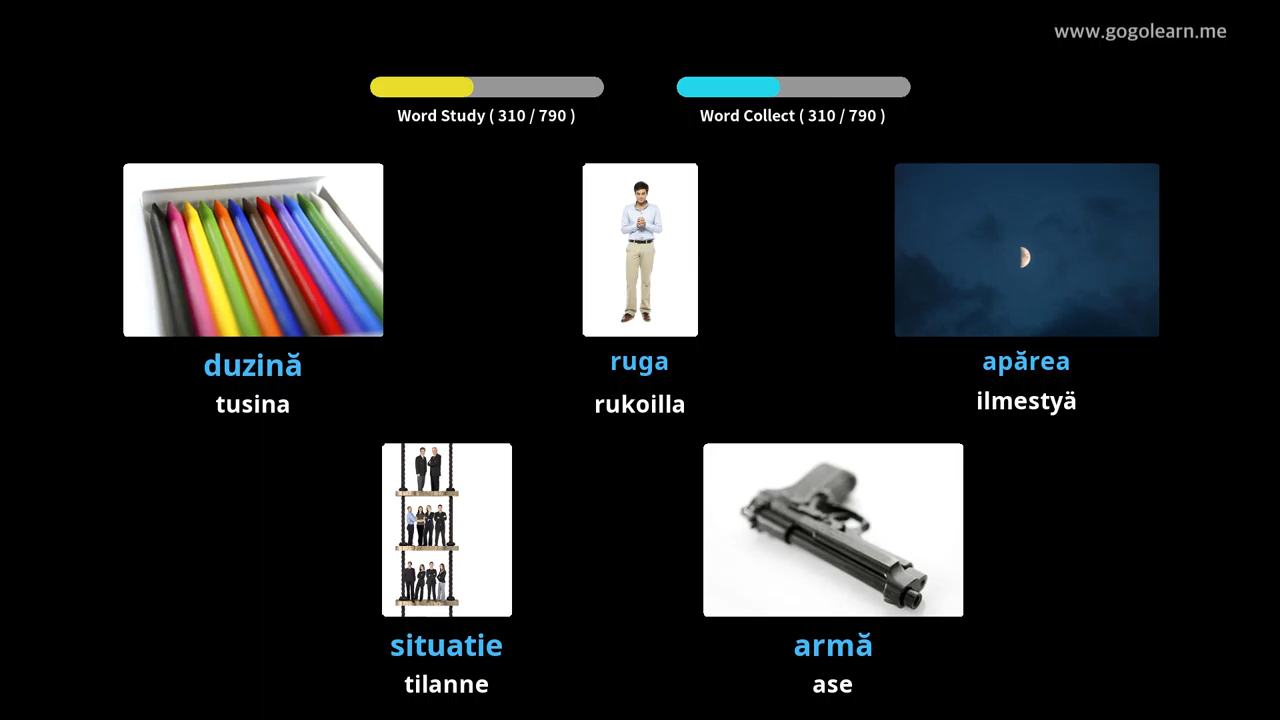 www.gogolearn.me
Word Study ( 310 / 790 )
Word Collect ( 310 / 790 )
duzină
tusina
ruga
rukoilla
apărea
ilmestyä
situatie
tilanne
armă
ase